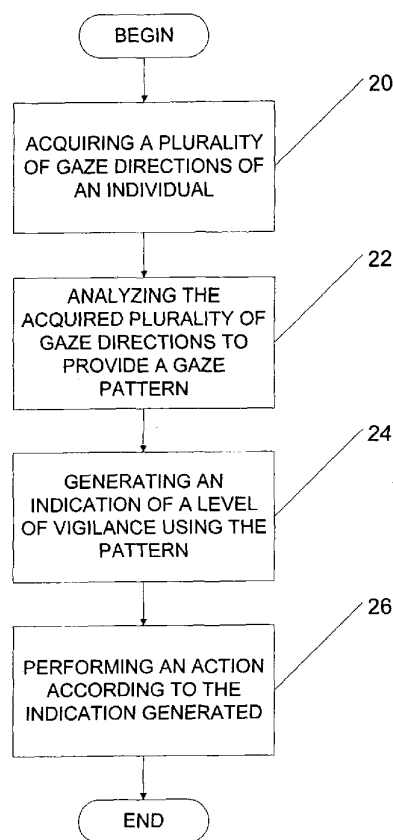 BEGIN
20
ACQUIRING A PLURALITY
OF GAZE DIRECTIONS OF
AN INDIVIDUAL
22
ANALYZING THE
ACQUIRED PLURALITY OF
GAZE DIRECTIONS TO
PROVIDE A GAZE
PATTERN
24
GENERATING AN
INDICATION OF A LEVEL
OF VIGILANCE USING THE
PATTERN
26
PERFORMING AN ACTION
ACCORDING TO THE
INDICATION GENERATED
END